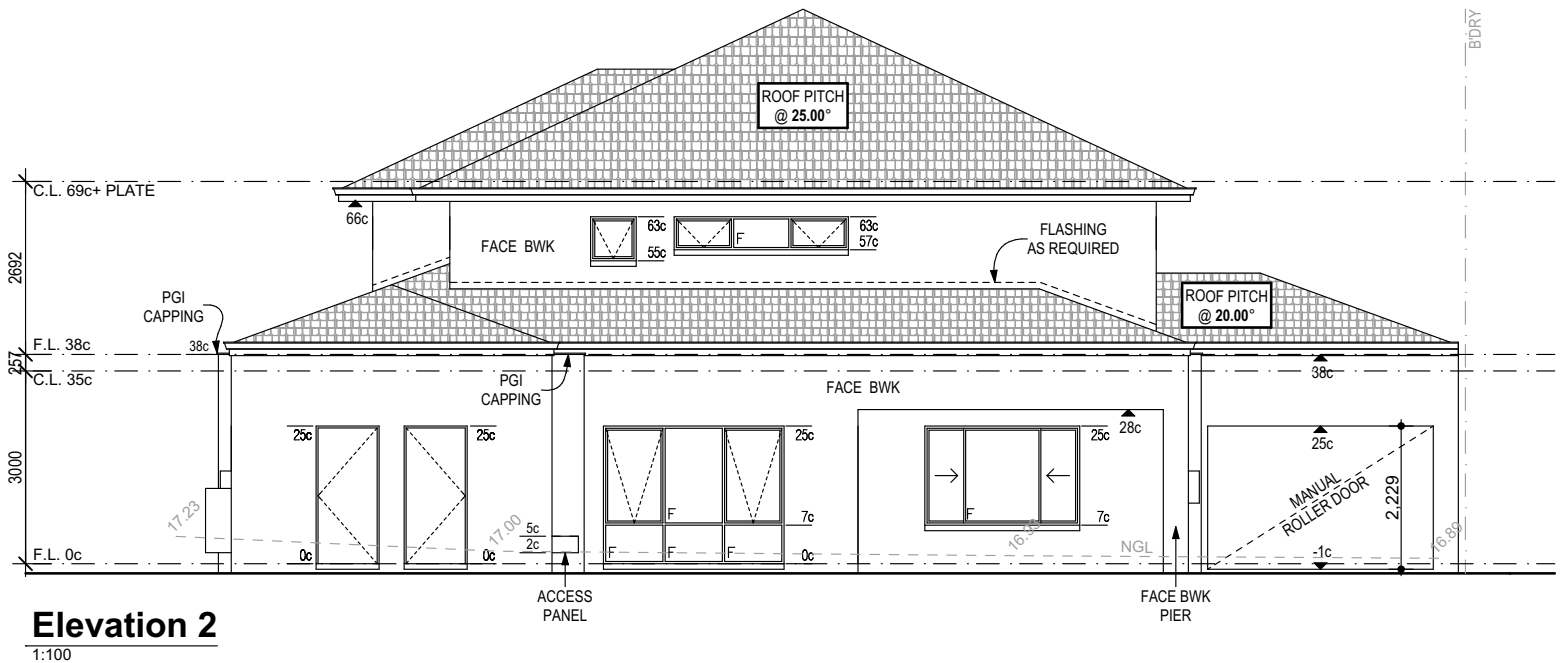 B'DRY
ROOF PITCH
@ 25.00°
C.L. 69c+ PLATE
66c
63c
55c
F
63c
57c
FACE BWK
FLASHING
AS REQUIRED
2692
ROOF PITCH
@ 20.00°
PGI
CAPPING
F.L. 38c
38c
257
C.L. 35c
PGI
CAPPING
FACE BWK
38c
28c
25c
25c
25c
25c
25c
3000
MANUAL
ROLLER DOOR
2,229
17.23
17.00
F
7c
F
7c
5c
2c
NGL
16.89
F.L. 0c
0c
0c
F
F
F
0c
-1c
ACCESS
PANEL
FACE BWK
PIER
Elevation 2
1:100